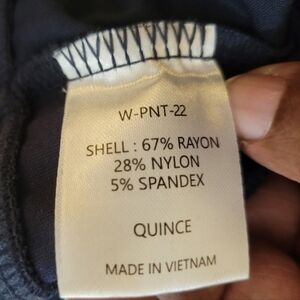 W-PNT-22
SHELL : 67% RAYON
28% NYLON
5% SPANDEX
QUINCE
MADE IN VIETNAM